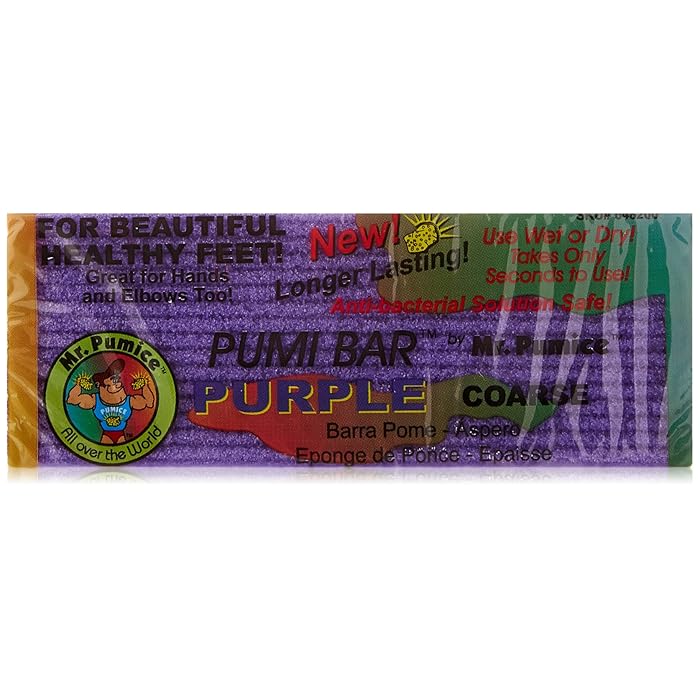 FOR BEAUTIFUL
HEALTHY FEET!
Great for Hands
and Elbows Too!
New!
Longer Lasting!
Use Wet or Dry!
Takes Only
Seconds to Use!
Anti-bacterial Solution Safe!
Mr. Pumice™
PUMICE
All over the World
PUMI BAR™ by Mr. Pumice™
PURPLE COARSE
Barra Pome - Aspero
Eponge de Ponce - Epaisse